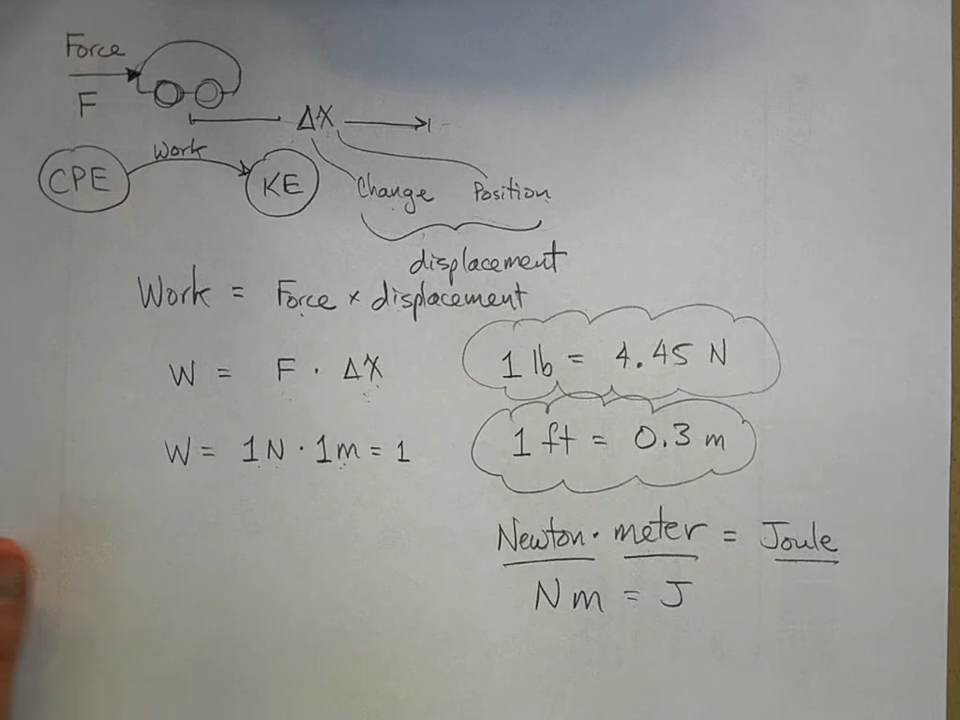 Force
F
ΔX
Work
CPE
KE
Change Position
displacement
Work = Force × displacement
W = F · ΔX
1 lb = 4.45 N
1 ft = 0.3 m
W = 1N · 1m = 1
Newton · meter = Joule
Nm = J